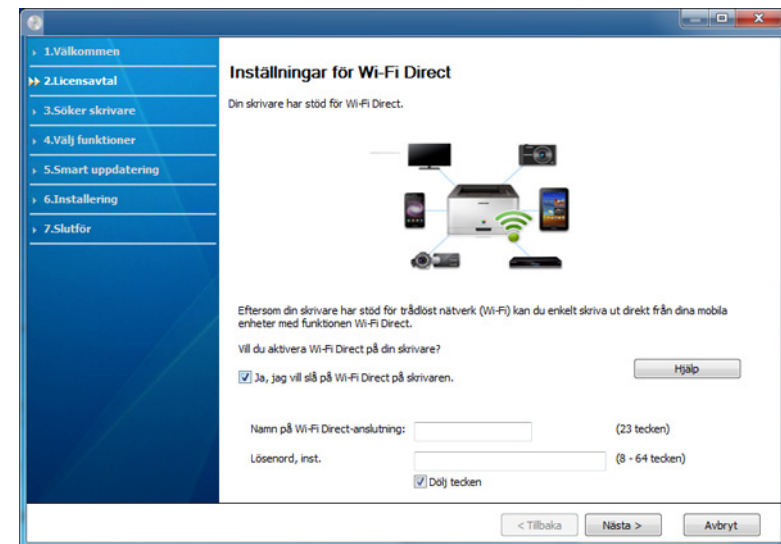 1.Välkommen
2.Licensavtal
3.Söker skrivare
4.Välj funktioner
5.Smart uppdatering
6.Installering
7.Slutför
Inställningar för Wi-Fi Direct
Din skrivare har stöd för Wi-Fi Direct.
Eftersom din skrivare har stöd för trådlöst nätverk (Wi-Fi) kan du enkelt skriva ut direkt från dina mobila
enheter med funktionen Wi-Fi Direct.
Vill du aktivera Wi-Fi Direct på din skrivare?
Ja, jag vill slå på Wi-Fi Direct på skrivaren.
Hjälp
Namn på Wi-Fi Direct-anslutning: (23 tecken)
Lösenord, inst. (8 - 64 tecken)
Dölj tecken
< Tillbaka Nästa > Avbryt